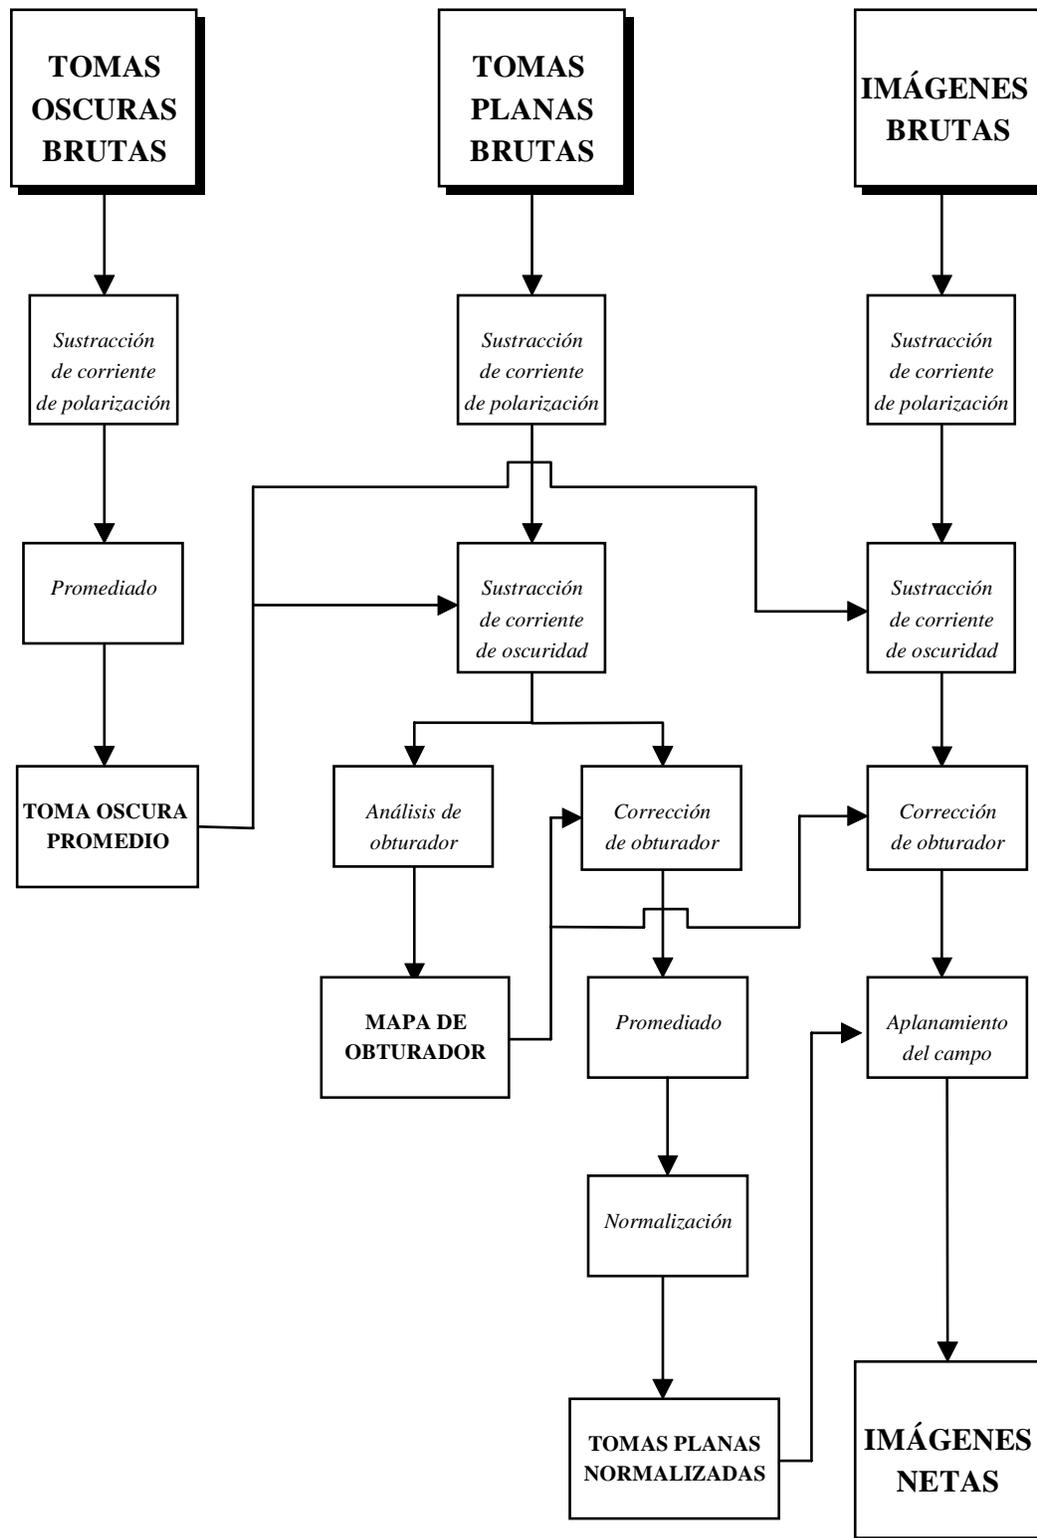 TOMAS
OSCURAS
BRUTAS
TOMAS
PLANAS
BRUTAS
IMÁGENES
BRUTAS
Sustracción
de corriente
de polarización
Sustracción
de corriente
de polarización
Sustracción
de corriente
de polarización
Promediado
Sustracción
de corriente
de oscuridad
Sustracción
de corriente
de oscuridad
TOMA OSCURA
PROMEDIO
Análisis de
obturador
Corrección
de obturador
Corrección
de obturador
MAPA DE
OBTURADOR
Promediado
Aplanamiento
del campo
Normalización
TOMAS PLANAS
NORMALIZADAS
IMÁGENES
NETAS